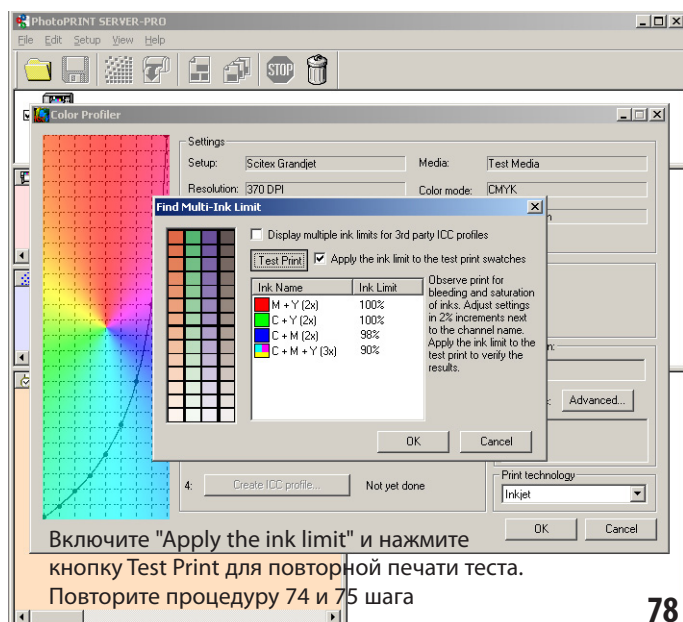 PhotoPRINT SERVER-PRO
File Edit Setup View Help
STOP
Color Profiler
Settings
Setup: Scitex Grandjet Media: Test Media
Resolution: 370 DPI Color mode: CMYK
Find Multi-Ink Limit
Display multiple ink limits for 3rd party ICC profiles
Test Print Apply the ink limit to the test print swatches
Ink Name Ink Limit
M + Y (2x) 100%
C + Y (2x) 100%
C + M (2x) 98%
C + M + Y (3x) 90%
Observe print for
bleeding and saturation
of inks. Adjust settings
in 2% increments next
to the channel name.
Apply the ink limit to the
test print to verify the
results.
Advanced...
OK Cancel
4: Create ICC profile... Not yet done
Print technology
Inkjet
OK Cancel
Включите "Apply the ink limit" и нажмите
кнопку Test Print для повторной печати теста.
Повторите процедуру 74 и 75 шага
78